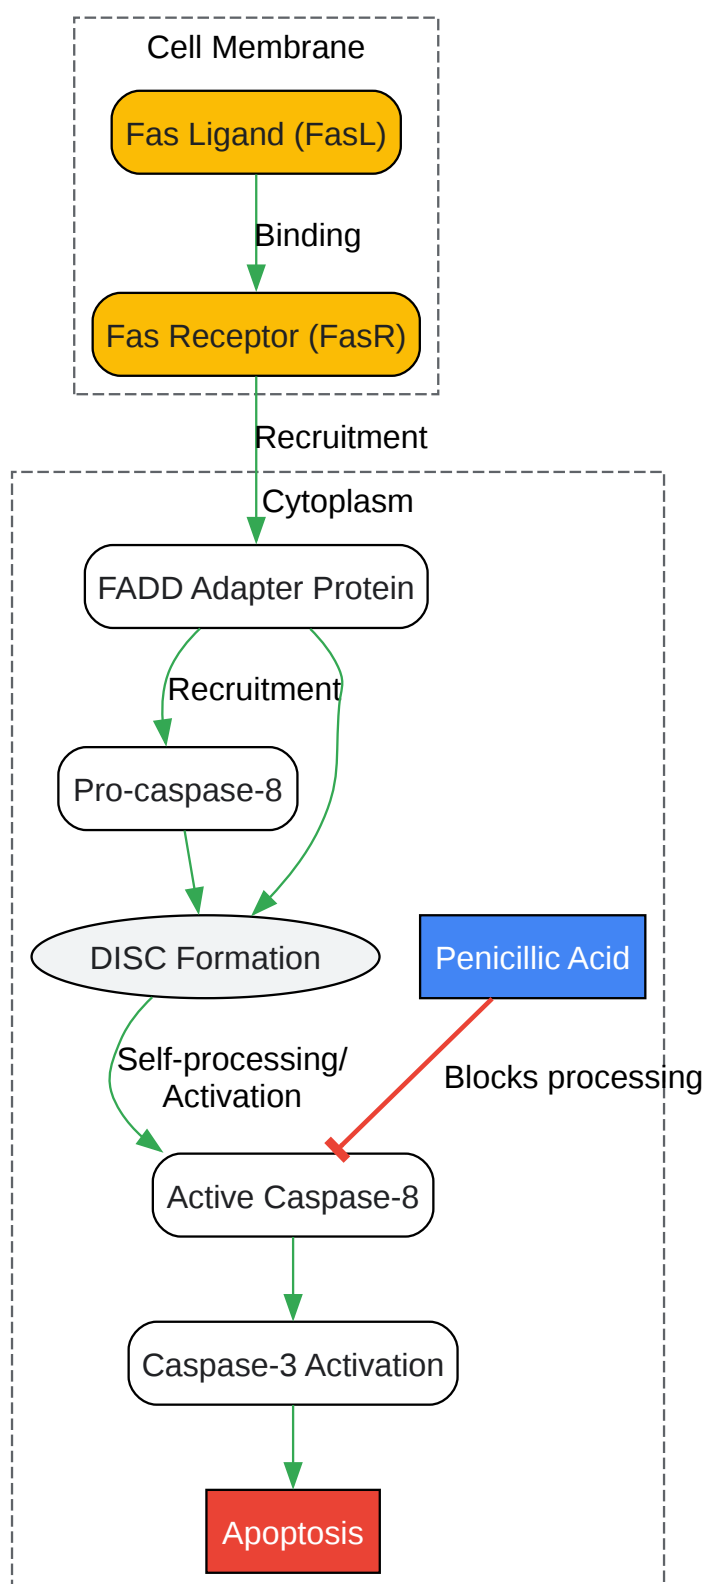 Cell Membrane
Fas Ligand (FasL)
Binding
Fas Receptor (FasR)
Recruitment
Cytoplasm
FADD Adapter Protein
Recruitment
Pro-caspase-8
DISC Formation
Penicillic Acid
Self-processing/
Activation
Blocks processing
Active Caspase-8
Caspase-3 Activation
Apoptosis